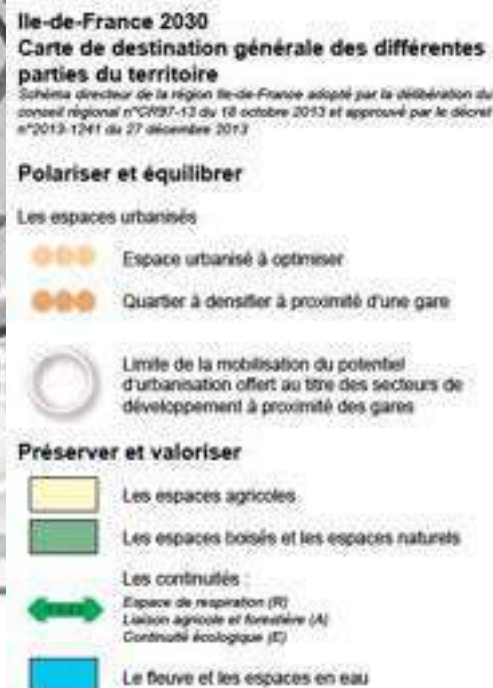 Ile-de-France 2030
Carte de destination générale des différentes
parties du territoire
Schéma directeur de la région Ile-de-France adopté par la délibération du
conseil régional n°CR97-13 du 18 octobre 2013 et approuvé par le décret
n°2013-1241 du 27 décembre 2013
Polariser et équilibrer
Les espaces urbanisés
Espace urbanisé à optimiser
Quartier à densifier à proximité d'une gare
Limite de la mobilisation du potentiel
d'urbanisation offert au titre des secteurs de
développement à proximité des gares
Préserver et valoriser
Les espaces agricoles
Les espaces boisés et les espaces naturels
Les continuités :
Espace de respiration (R)
Liaison agricole et forestière (A)
Continuité écologique (E)
Le fleuve et les espaces en eau